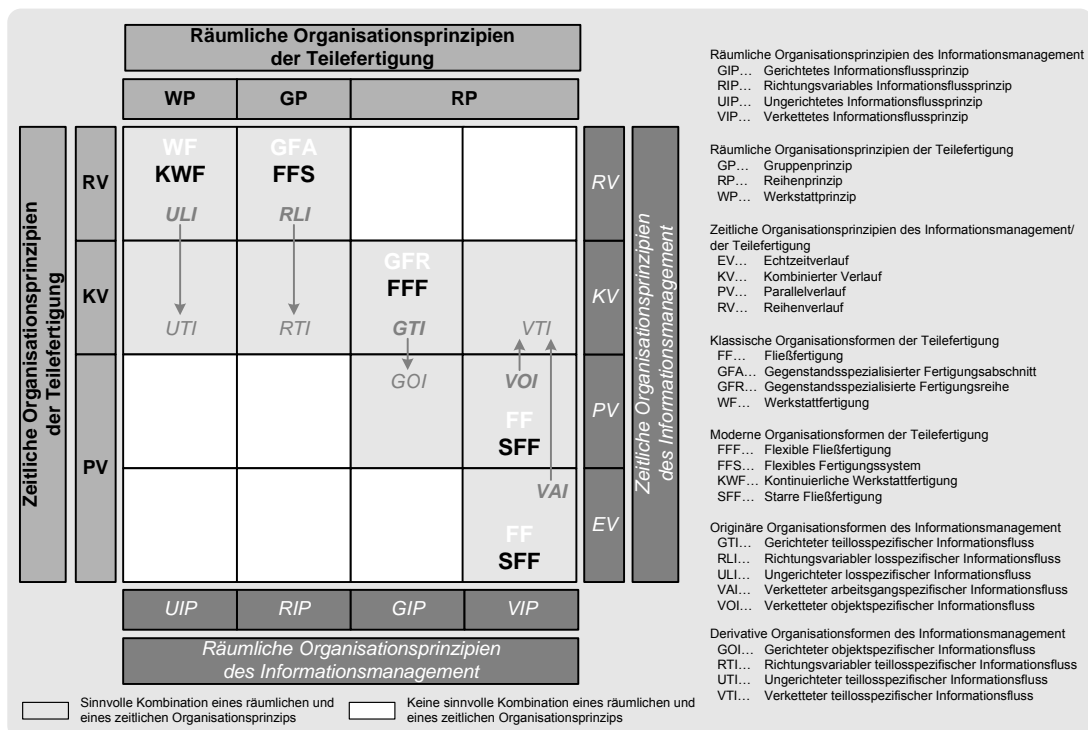 Räumliche Organisationsprinzipien
der Teilefertigung
WP GP RP
Zeitliche Organisationsprinzipien
der Teilefertigung
RV
KV
PV
WF
KWF
ULI
GFA
FFS
RLI
UTI
RTI
GFR
FFF
GTI
VTI
GOI
VOI
FF
SFF
VAI
FF
SFF
RV
KV
PV
EV
Zeitliche Organisationsprinzipien
des Informationsmanagement
UIP RIP GIP VIP
Räumliche Organisationsprinzipien
des Informationsmanagement
Sinnvolle Kombination eines räumlichen und
eines zeitlichen Organisationsprinzips
Keine sinnvolle Kombination eines räumlichen und
eines zeitlichen Organisationsprinzips
Räumliche Organisationsprinzipien des Informationsmanagement
GIP… Gerichtetes Informationsflussprinzip
RIP… Richtungsvariables Informationsflussprinzip
UIP… Ungerichtetes Informationsflussprinzip
VIP… Verkettetes Informationsflussprinzip
Räumliche Organisationsprinzipien der Teilefertigung
GP… Gruppenprinzip
RP… Reihenprinzip
WP… Werkstattprinzip
Zeitliche Organisationsprinzipien des Informationsmanagement/
der Teilefertigung
EV… Echtzeitverlauf
KV… Kombinierter Verlauf
PV… Parallelverlauf
RV… Reihenverlauf
Klassische Organisationsformen der Teilefertigung
FF… Fließfertigung
GFA… Gegenstandsspezialisierter Fertigungsabschnitt
GFR… Gegenstandsspezialisierte Fertigungsreihe
WF… Werkstattfertigung
Moderne Organisationsformen der Teilefertigung
FFF… Flexible Fließfertigung
FFS… Flexibles Fertigungssystem
KWF… Kontinuierliche Werkstattfertigung
SFF… Starre Fließfertigung
Originäre Organisationsformen des Informationsmanagement
GTI… Gerichteter teillosspezifischer Informationsfluss
RLI… Richtungsvariabler losspezifischer Informationsfluss
ULI… Ungerichteter losspezifischer Informationsfluss
VAI… Verketteter arbeitsgangspezifischer Informationsfluss
VOI… Verketteter objektspezifischer Informationsfluss
Derivative Organisationsformen des Informationsmanagement
GOI… Gerichteter objektspezifischer Informationsfluss
RTI… Richtungsvariabler teillosspezifischer Informationsfluss
UTI… Ungerichteter teillosspezifischer Informationsfluss
VTI… Verketteter teillosspezifischer Informationsfluss